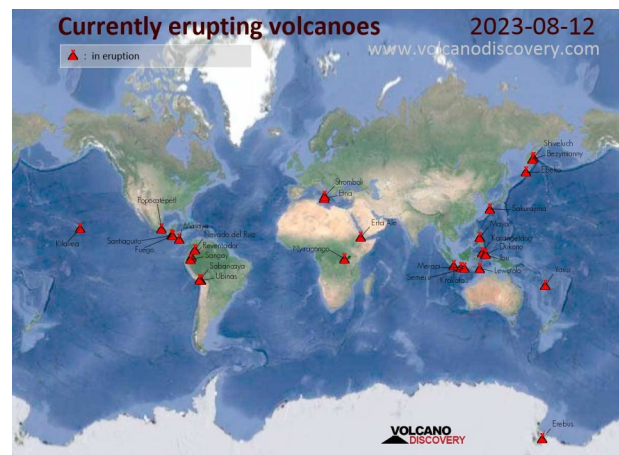 Currently erupting volcanoes
2023-08-12
www.volcanodiscovery.com
: in eruption
Shiveluch
Bezymianny
Ebeko
Stromboli
Etna
Popocatépetl
Sakurajima
Masaya
Mayon
Erta Ale
Kilauea
Santiaguito
Nevado del Ruiz
Karangetang
Fuego
Reventador
Dukono
Nyiragongo
Sangay
Ibu
Sabancaya
Merapi
Lewotolo
Yasur
Ubinas
Semeru
Krakatau
Erebus
VOLCANO
DISCOVERY